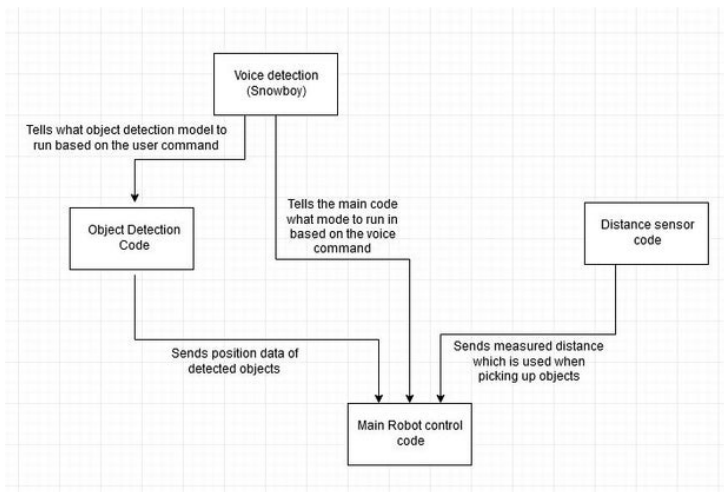 Voice detection
(Snowboy)
Tells what object detection model to
run based on the user command
Object Detection
Code
Tells the main code
what mode to run in
based on the voice
command
Distance sensor
code
Sends position data of
detected objects
Sends measured distance
which is used when
picking up objects
Main Robot control
code